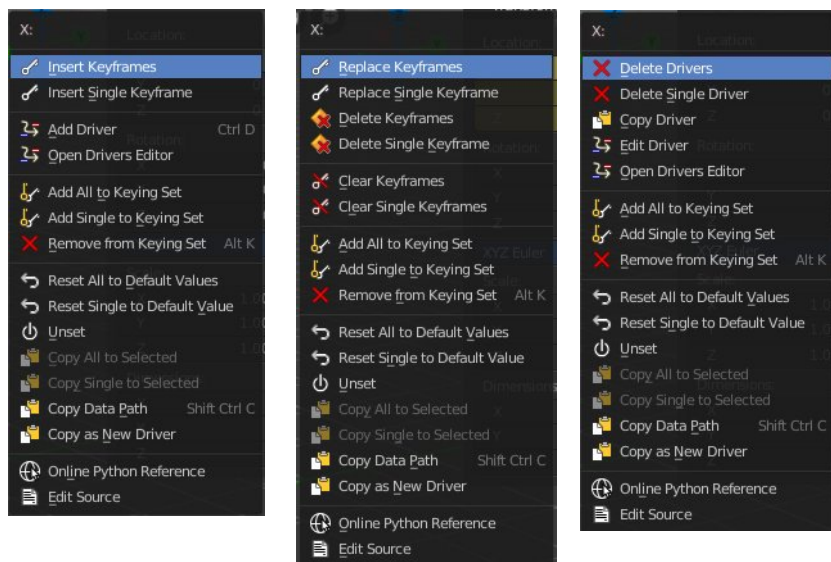 X:
Insert Keyframes
Insert Single Keyframe
Add Driver Ctrl D
Open Drivers Editor
Add All to Keying Set
Add Single to Keying Set
Remove from Keying Set Alt K
Reset All to Default Values
Reset Single to Default Value
Unset
Copy All to Selected
Copy Single to Selected
Copy Data Path Shift Ctrl C
Copy as New Driver
Online Python Reference
Edit Source
X:
Replace Keyframes
Replace Single Keyframe
Delete Keyframes
Delete Single Keyframe
Clear Keyframes
Clear Single Keyframes
Add All to Keying Set
Add Single to Keying Set
Remove from Keying Set Alt K
Reset All to Default Values
Reset Single to Default Value
Unset
Copy All to Selected
Copy Single to Selected
Copy Data Path Shift Ctrl C
Copy as New Driver
Online Python Reference
Edit Source
X:
Delete Drivers
Delete Single Driver
Copy Driver
Edit Driver
Open Drivers Editor
Add All to Keying Set
Add Single to Keying Set
Remove from Keying Set Alt K
Reset All to Default Values
Reset Single to Default Value
Unset
Copy All to Selected
Copy Single to Selected
Copy Data Path Shift Ctrl C
Copy as New Driver
Online Python Reference
Edit Source